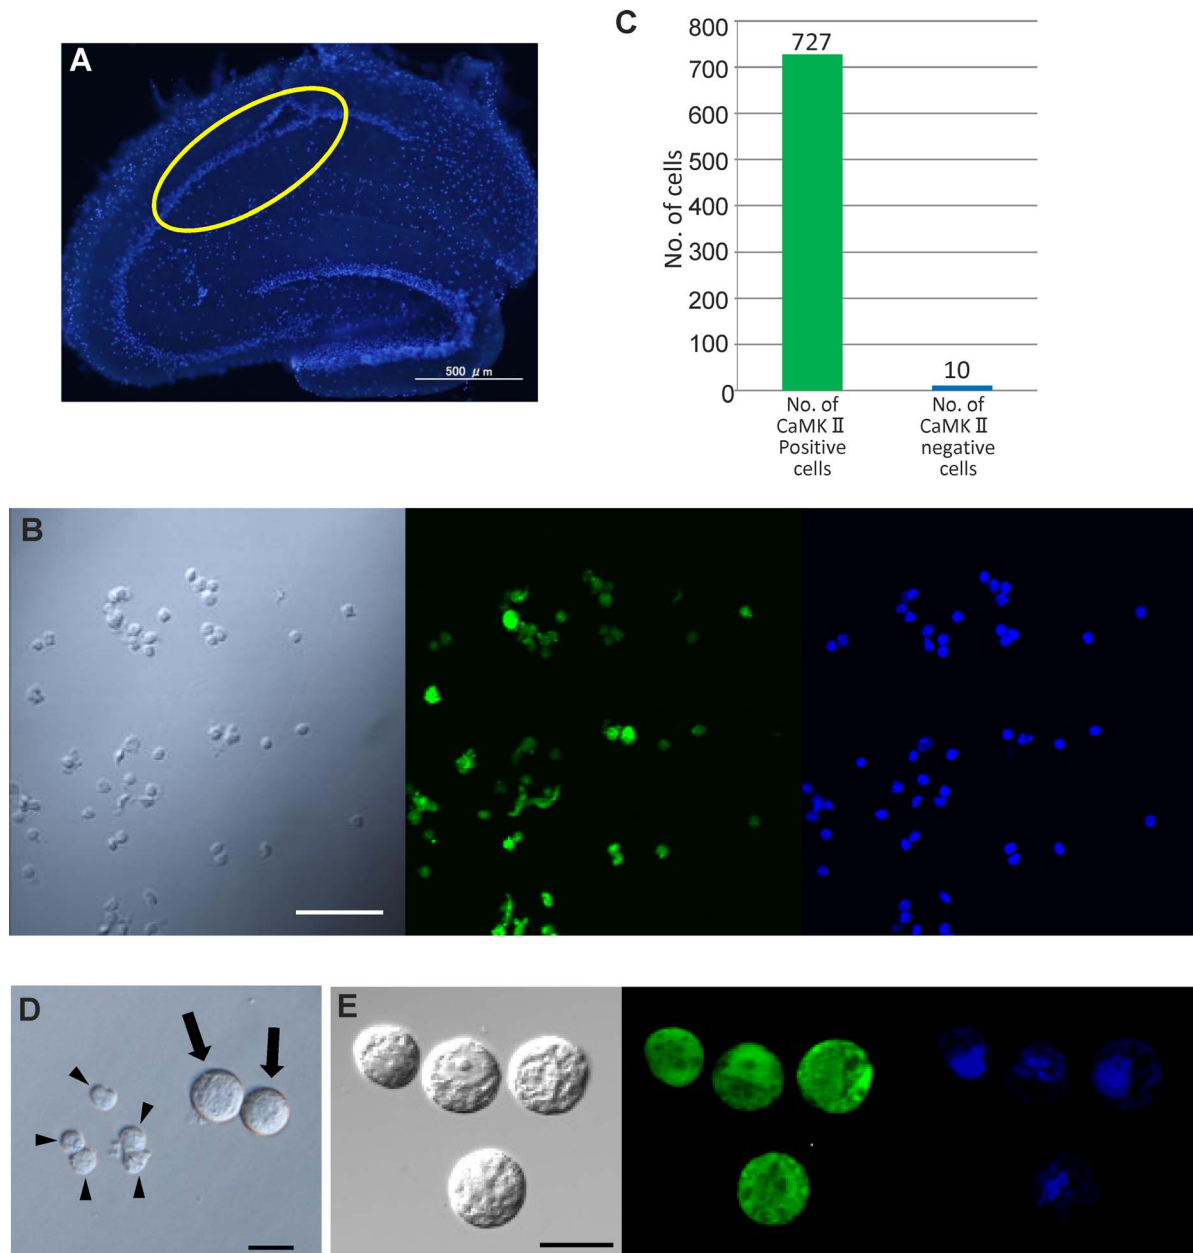 A
500 μm
C
No. of cells
800
700
600
500
400
300
200
100
0
727
10
No. of
CaMK Ⅱ
Positive
cells
No. of
CaMK Ⅱ
negative
cells
B
D
E